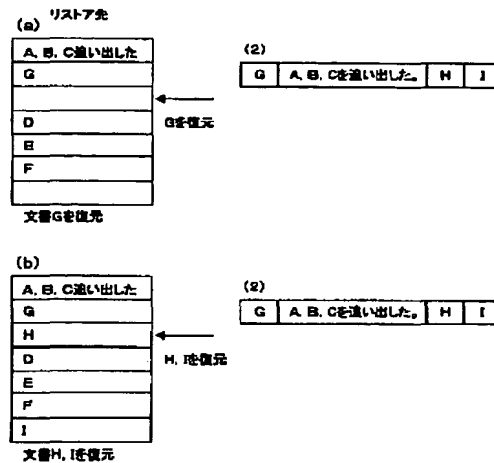 リストア先
(a)
A, B, C追い出した
G
D
E
F
文書Gを復元
Gを復元
(2)
G A, B, Cを追い出した。 H I
(b)
A, B, C追い出した
G
H
D
E
F
I
文書H, Iを復元
H, Iを復元
(2)
G A, B, Cを追い出した。 H I